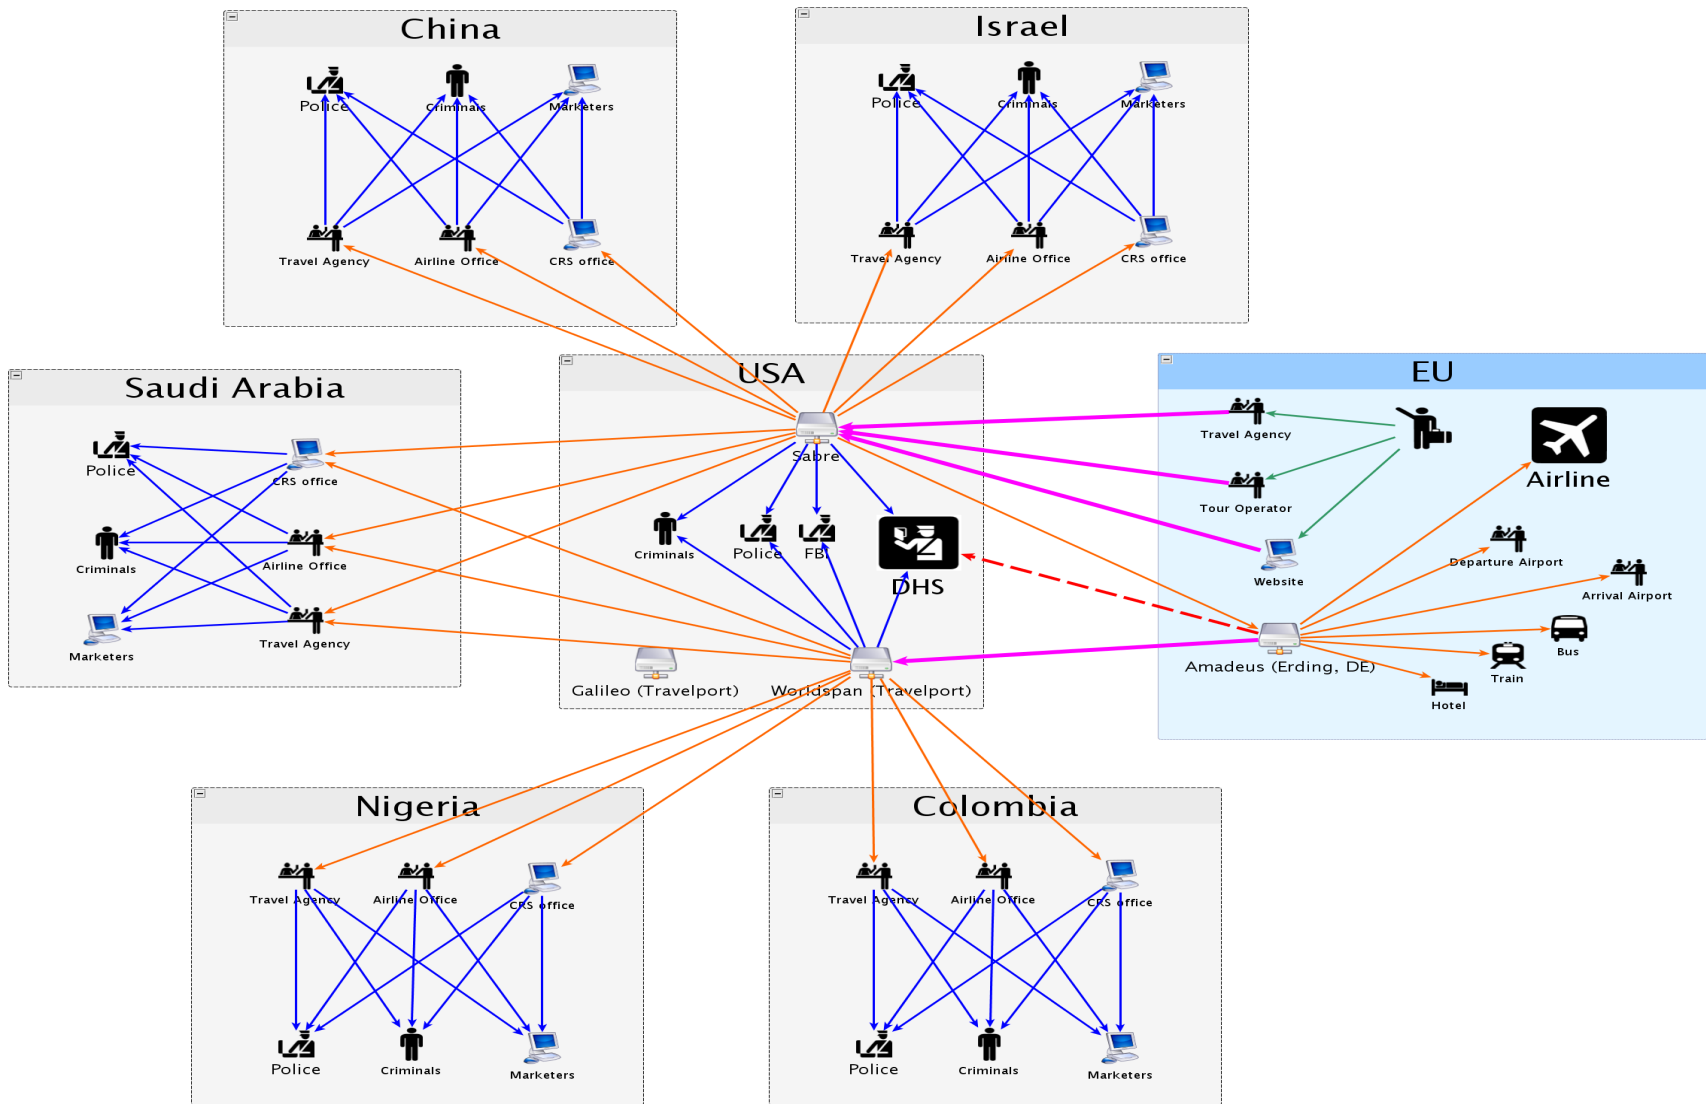 China
Police
Criminals
Marketers
Travel Agency
Airline Office
CRS office
Israel
Police
Criminals
Marketers
Travel Agency
Airline Office
CRS office
Saudi Arabia
Police
CRS office
Criminals
Airline Office
Marketers
Travel Agency
USA
Sabre
Criminals
Police
FBI
DHS
Galileo (Travelport)
Worldspan (Travelport)
EU
Travel Agency
Airline
Tour Operator
Departure Airport
Website
Arrival Airport
Amadeus (Erding, DE)
Bus
Train
Hotel
Nigeria
Travel Agency
Airline Office
CRS office
Police
Criminals
Marketers
Colombia
Travel Agency
Airline Office
CRS office
Police
Criminals
Marketers